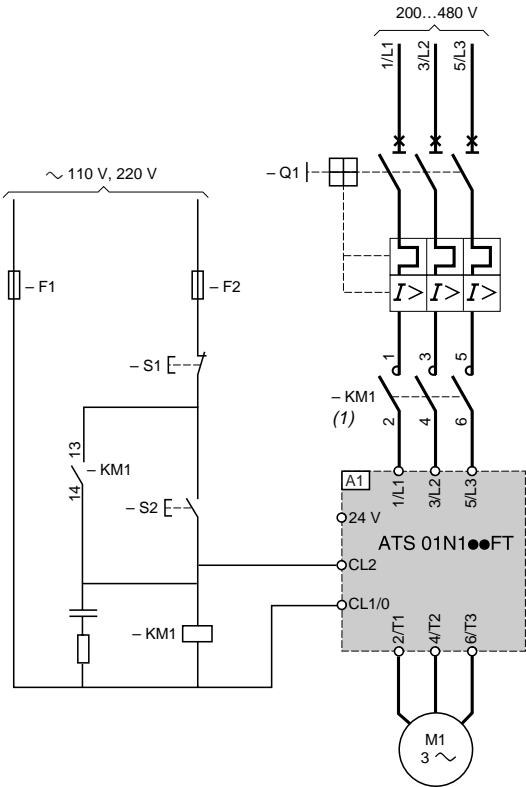 200…480 V
1/L1
3/L2
5/L3
– Q1
∼ 110 V, 220 V
– F1
– F2
I >
I >
I >
– S1
1
3
5
– KM1
(1)
2
4
6
13
14
– KM1
– S2
A1
1/L1
3/L2
5/L3
24 V
ATS 01N1●●FT
CL2
CL1/0
– KM1
2/T1
4/T2
6/T3
M1
3 ∼